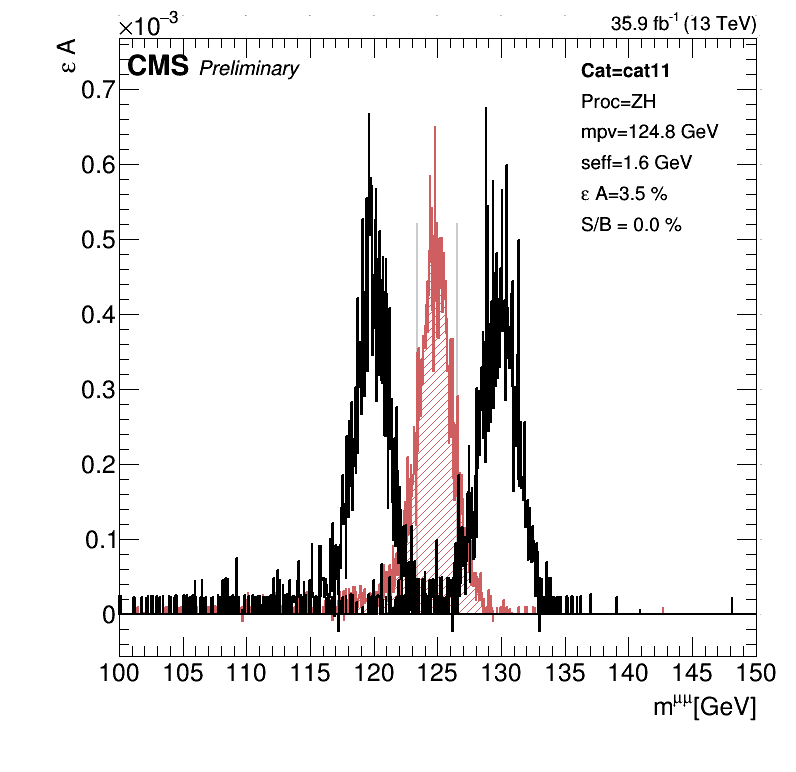 ×10⁻³
35.9 fb⁻¹ (13 TeV)
ε A
CMS Preliminary
Cat=cat11
Proc=ZH
mpv=124.8 GeV
seff=1.6 GeV
ε A=3.5 %
S/B = 0.0 %
0.7
0.6
0.5
0.4
0.3
0.2
0.1
0
100 105 110 115 120 125 130 135 140 145 150
m^μμ[GeV]